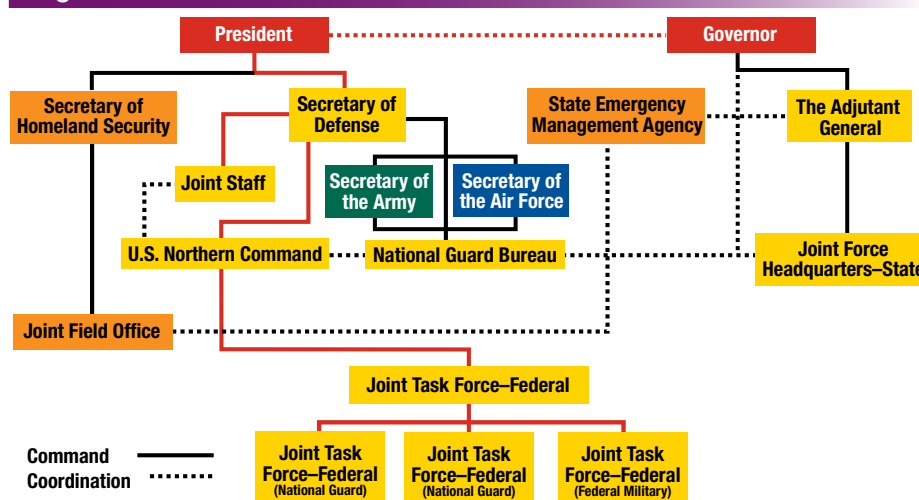 President
Governor
Secretary of
Homeland Security
Secretary of
Defense
State Emergency
Management Agency
The Adjutant
General
Joint Staff
Secretary of
the Army
Secretary of
the Air Force
U.S. Northern Command
National Guard Bureau
Joint Force
Headquarters–State
Joint Field Office
Joint Task Force–Federal
Joint Task
Force–Federal
(National Guard)
Joint Task
Force–Federal
(National Guard)
Joint Task
Force–Federal
(Federal Military)
Command
Coordination